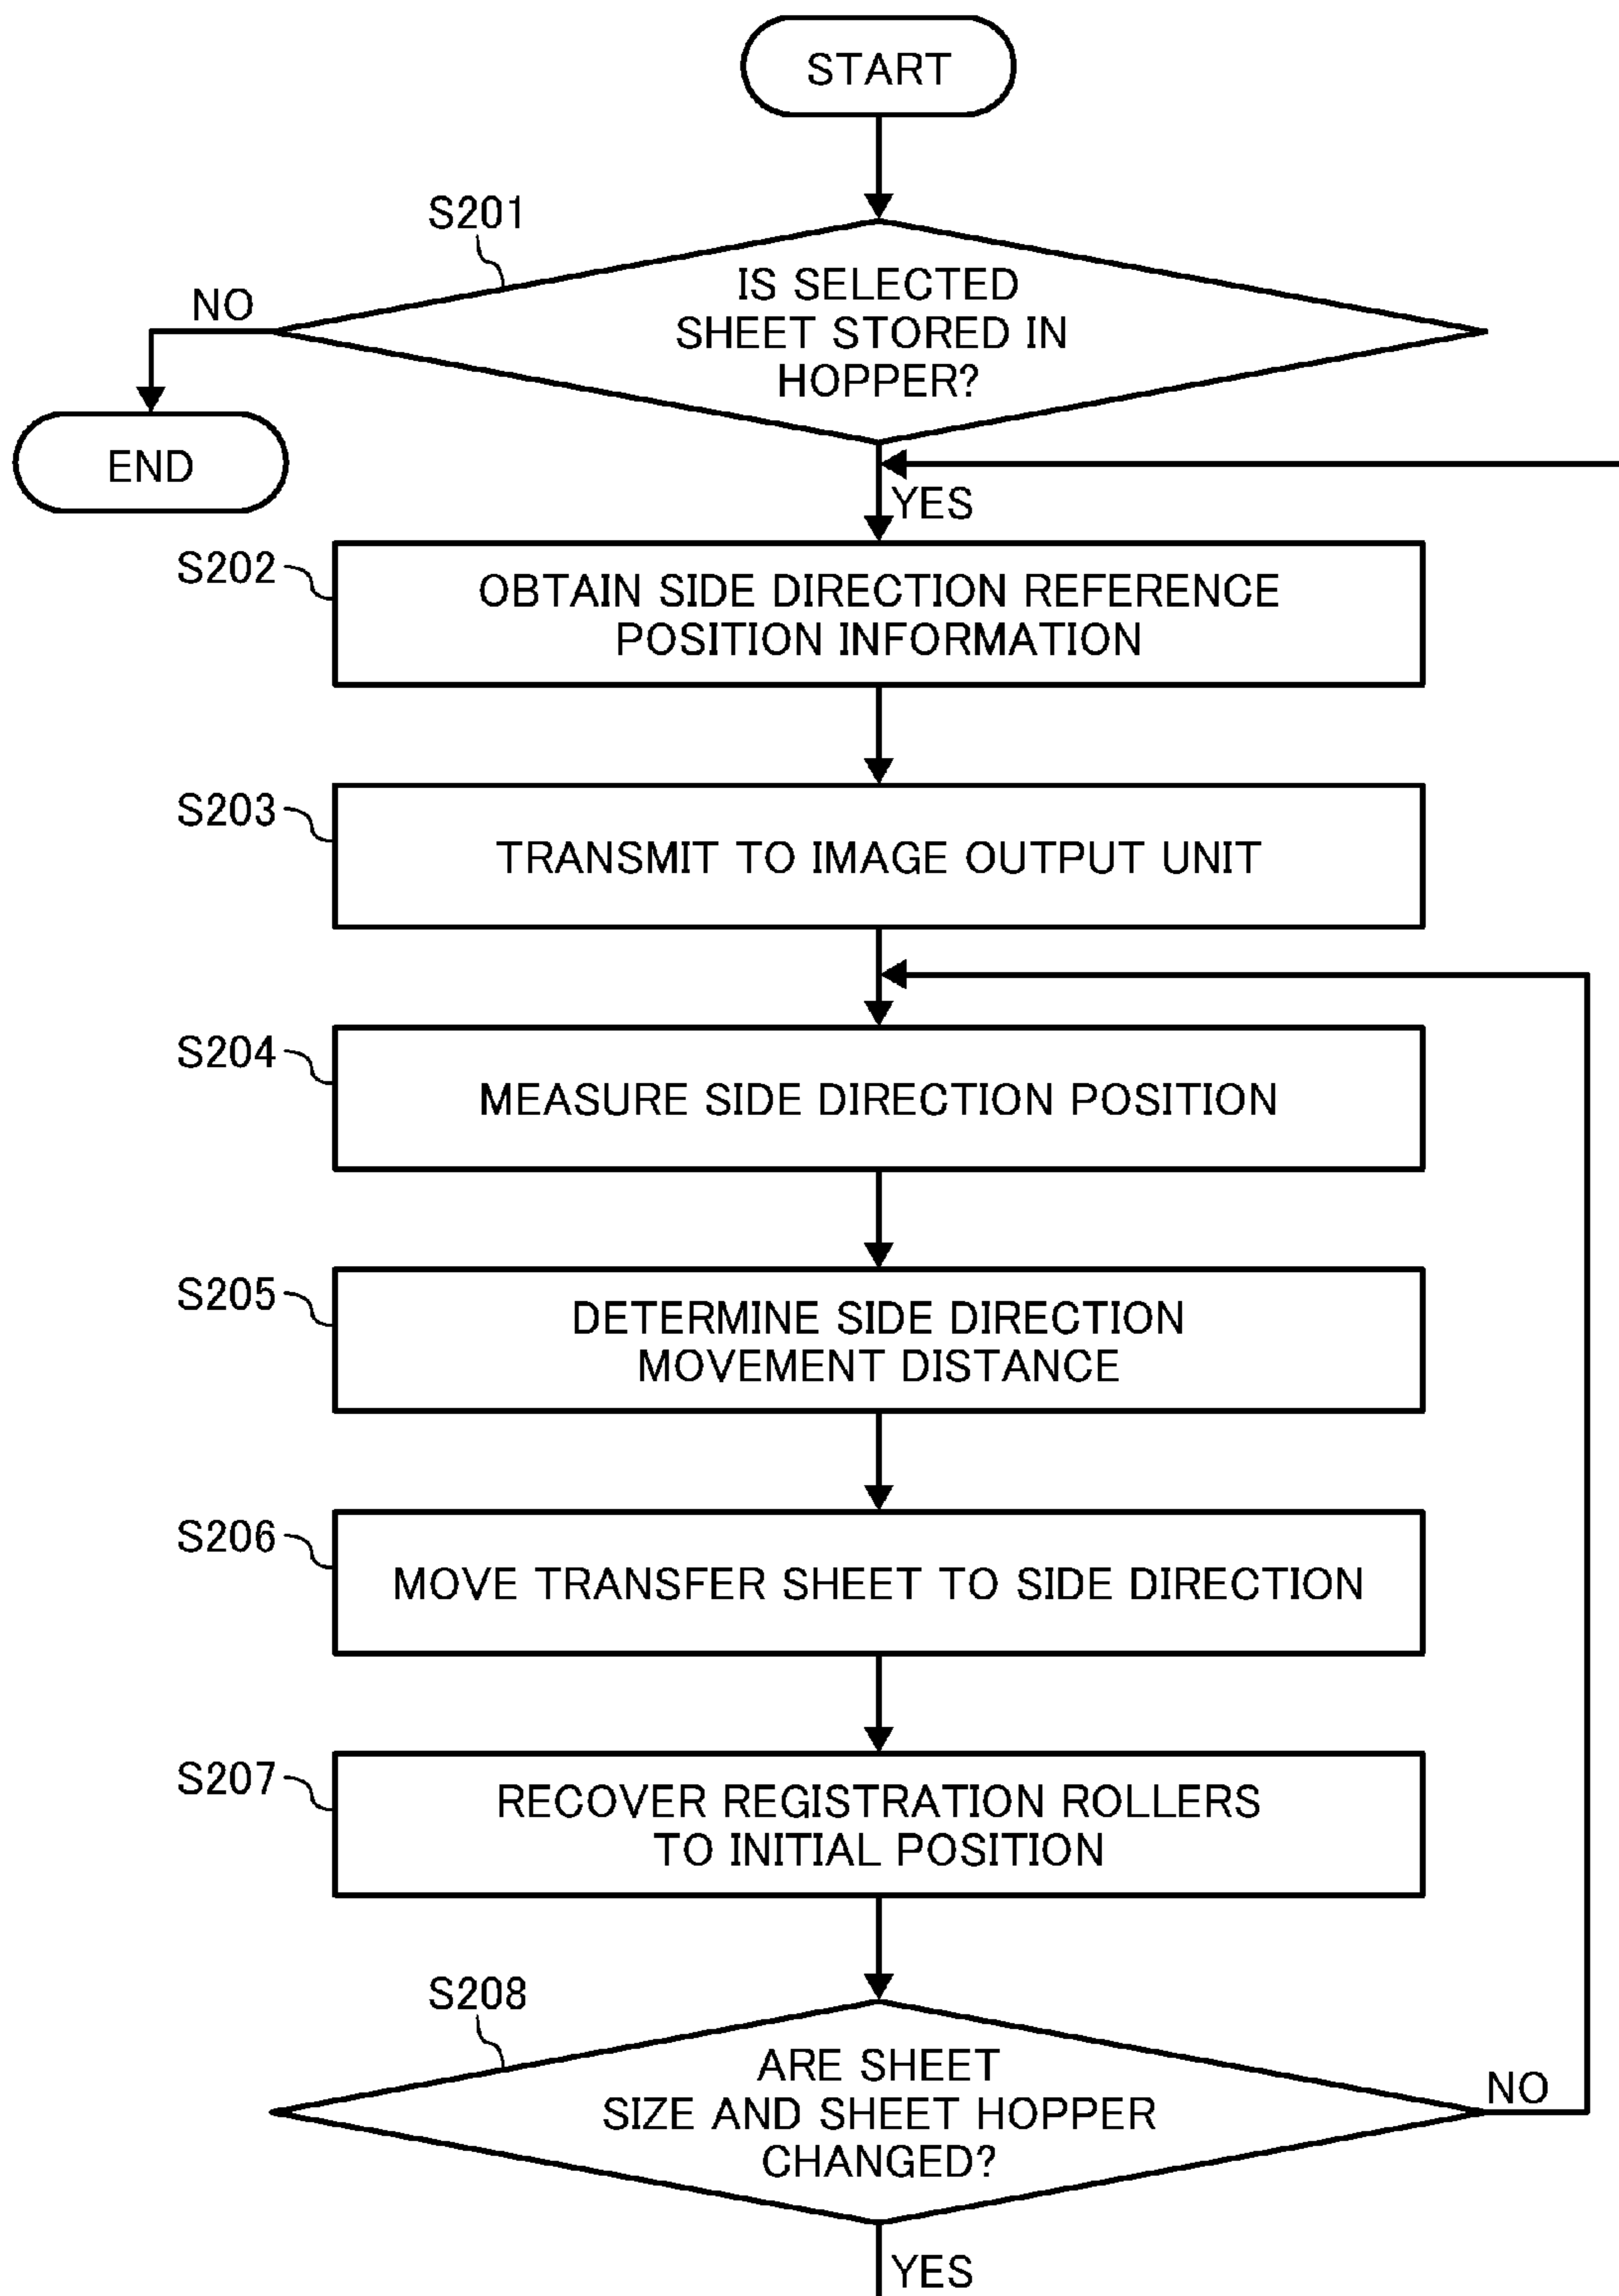 START
S201
IS SELECTED
SHEET STORED IN
HOPPER?
NO
END
YES
S202
OBTAIN SIDE DIRECTION REFERENCE
POSITION INFORMATION
S203
TRANSMIT TO IMAGE OUTPUT UNIT
S204
MEASURE SIDE DIRECTION POSITION
S205
DETERMINE SIDE DIRECTION
MOVEMENT DISTANCE
S206
MOVE TRANSFER SHEET TO SIDE DIRECTION
S207
RECOVER REGISTRATION ROLLERS
TO INITIAL POSITION
S208
ARE SHEET
SIZE AND SHEET HOPPER
CHANGED?
NO
YES